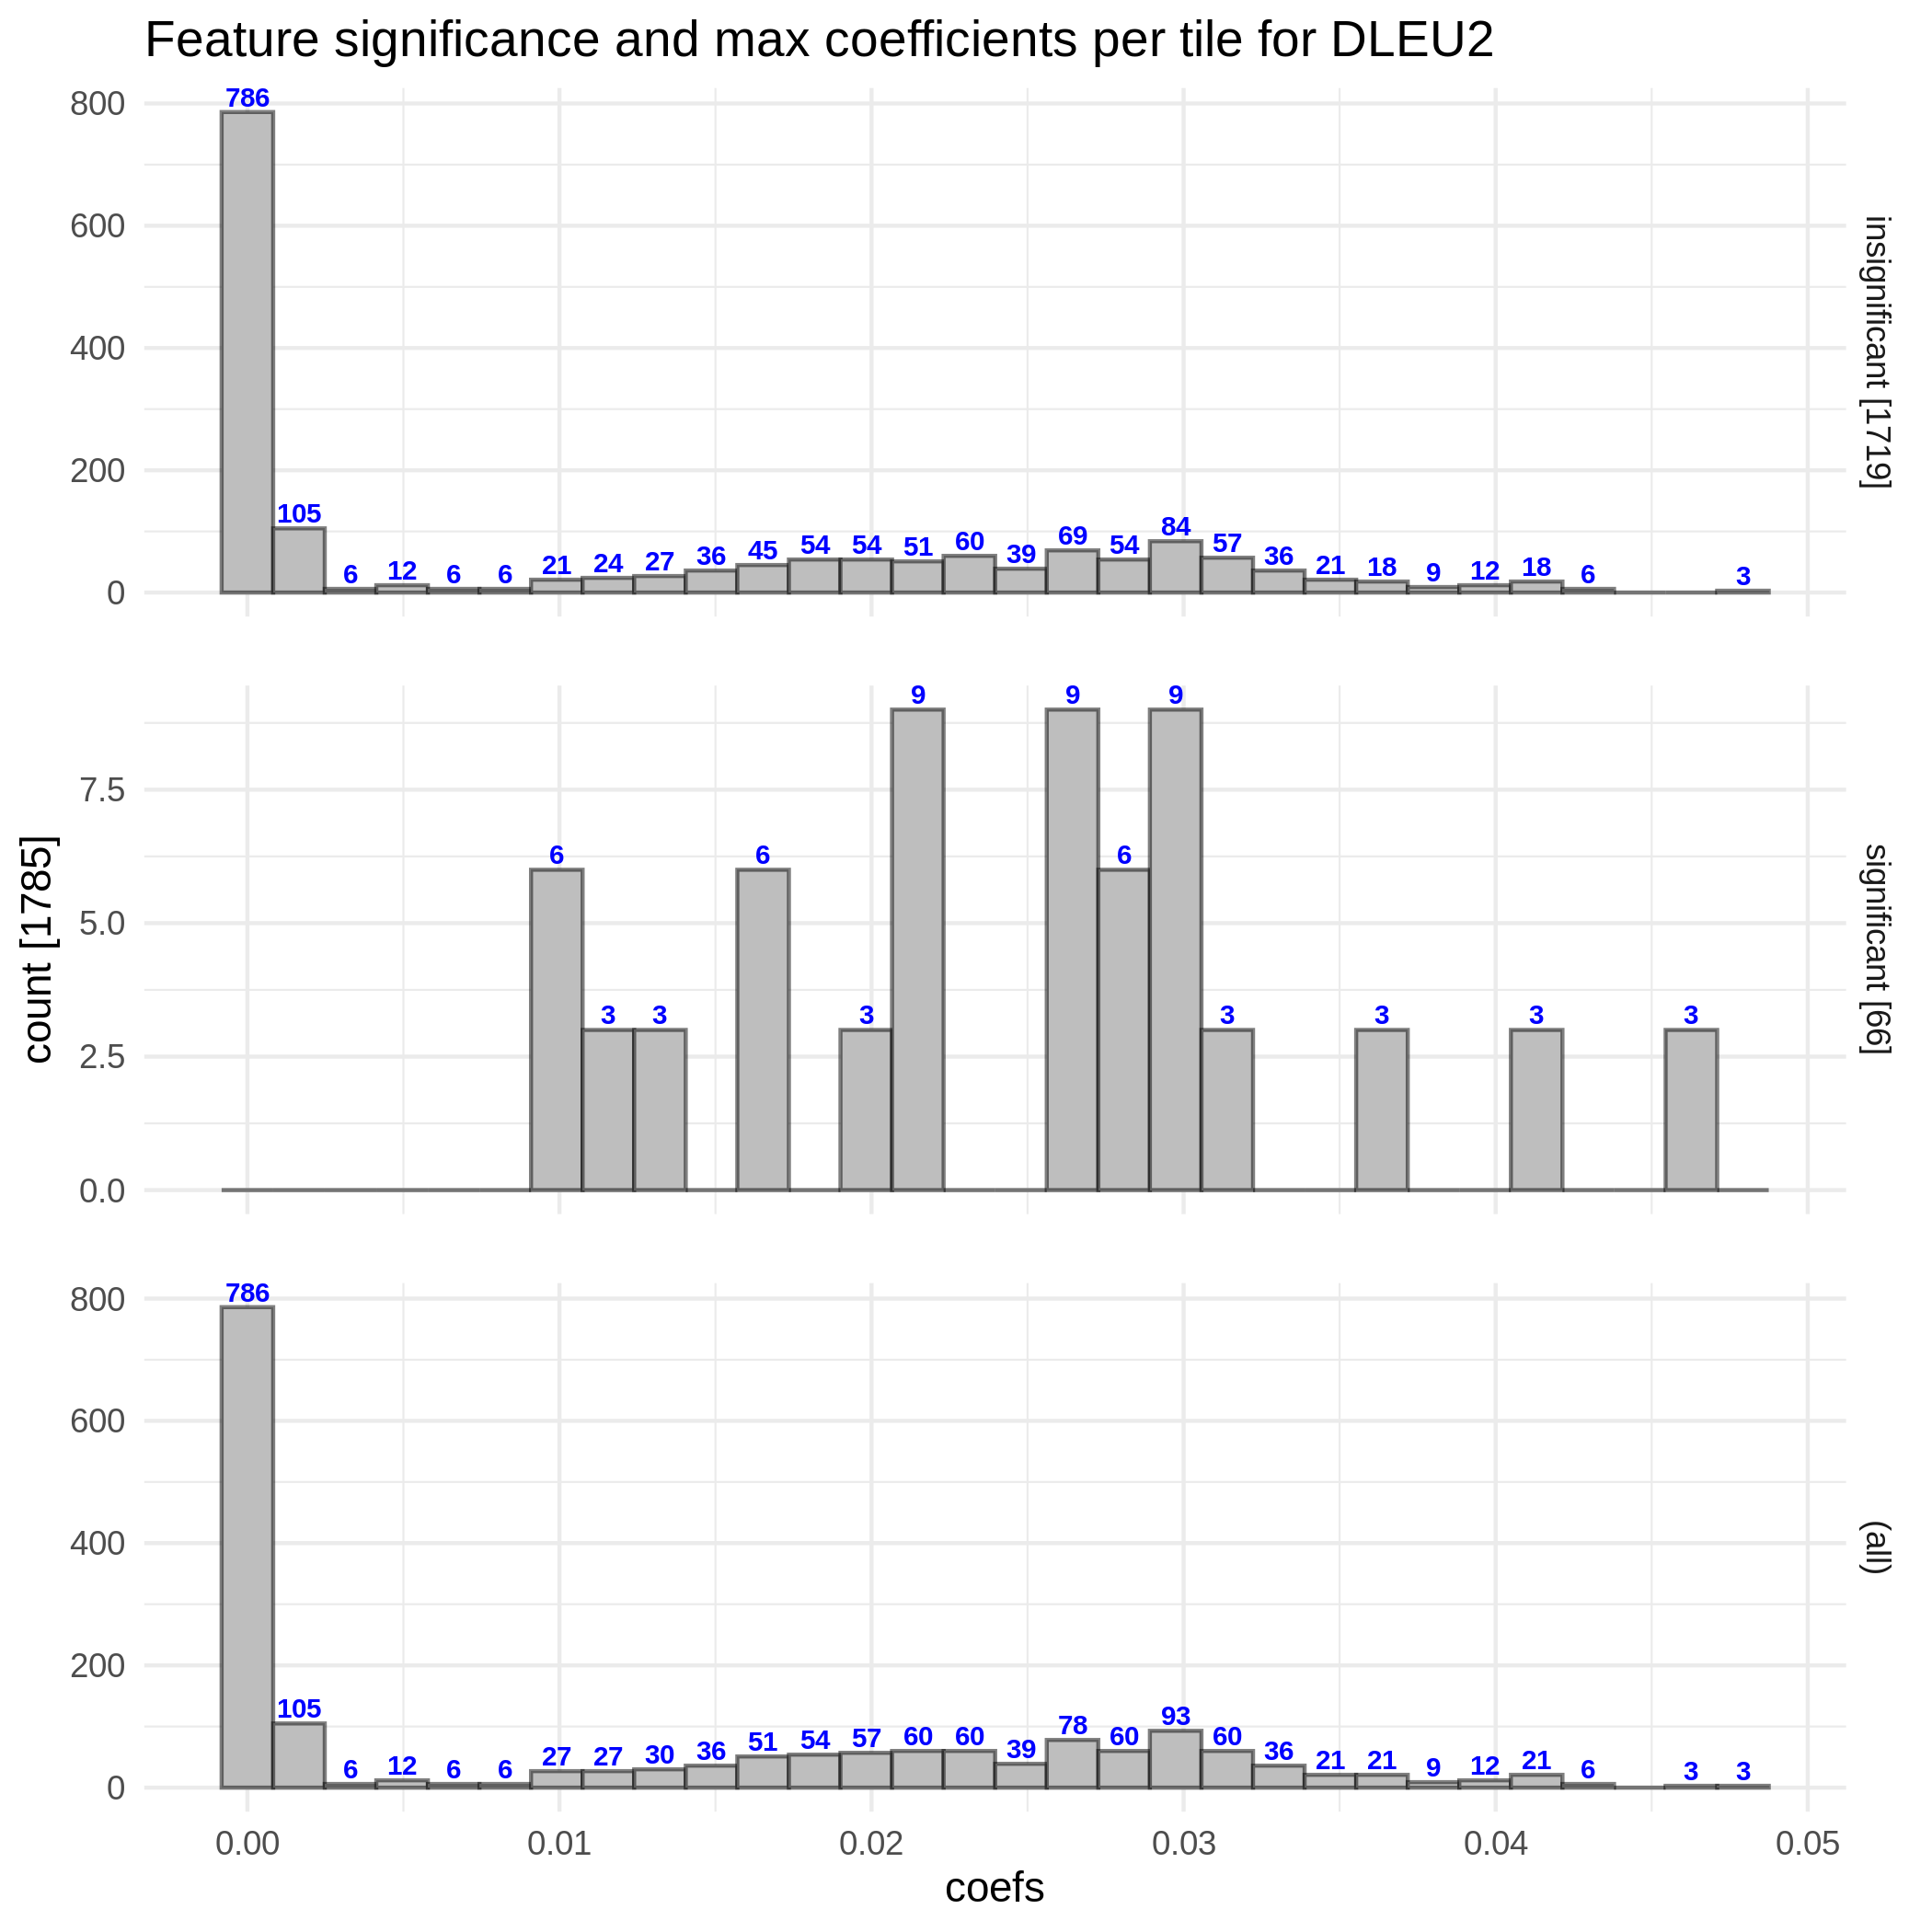 Feature significance and max coefficients per tile for DLEU2
count [1785]
800
600
400
200
0
786 105 6 12 6 6 21 24 27 36 45 54 54 51 60 39 69 54 84 57 36 21 18 9 12 18 6 3
insignificant [1719]
7.5
5.0
2.5
0.0
6 3 3 6 3 9 9 6 9 3 3 3 3
significant [66]
800
600
400
200
0
786 105 6 12 6 6 27 27 30 36 51 54 57 60 60 39 78 60 93 60 36 21 21 9 12 21 6 3 3
(all)
0.00 0.01 0.02 0.03 0.04 0.05
coefs